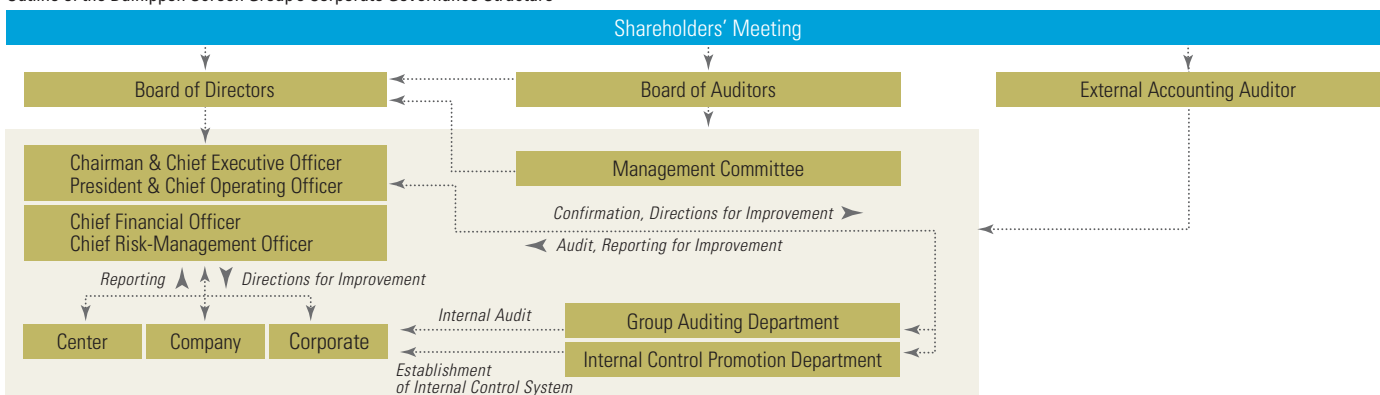 Shareholders' Meeting
Board of Directors
Board of Auditors
External Accounting Auditor
Chairman & Chief Executive Officer
President & Chief Operating Officer
Management Committee
Chief Financial Officer
Chief Risk-Management Officer
Confirmation, Directions for Improvement
Audit, Reporting for Improvement
Reporting
Directions for Improvement
Center
Company
Corporate
Internal Audit
Group Auditing Department
Internal Control Promotion Department
Establishment
of Internal Control System